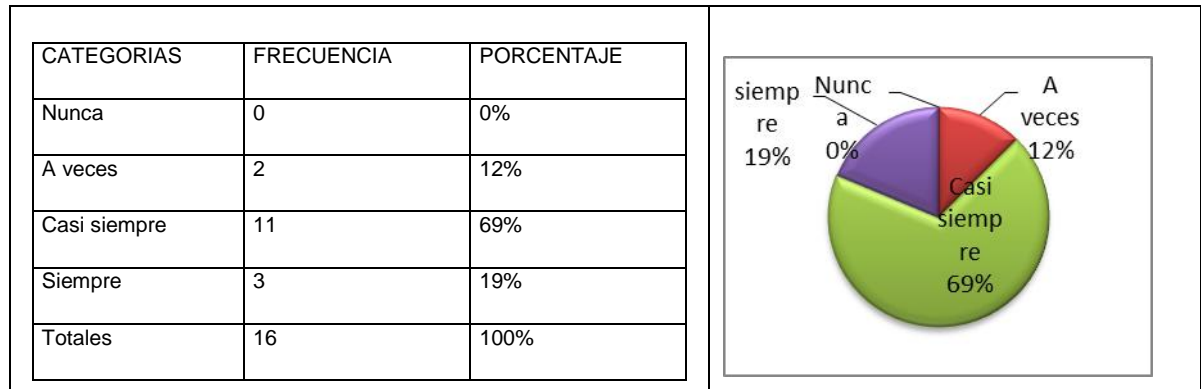 CATEGORIAS FRECUENCIA PORCENTAJE
Nunca 0 0%
A veces 2 12%
Casi siempre 11 69%
Siempre 3 19%
Totales 16 100%
siemp
re
19%
Nunc
a
0%
A
veces
12%
Casi
siemp
re
69%